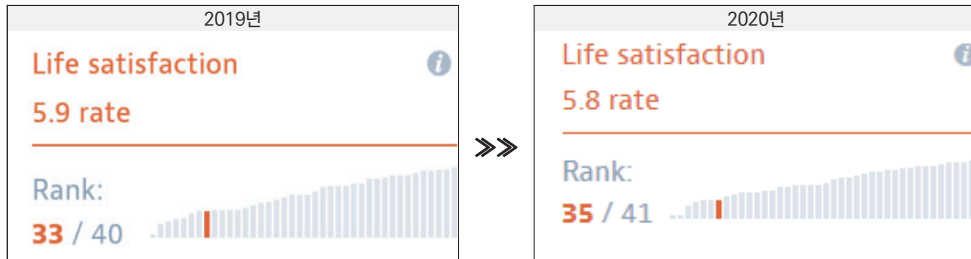 2019년
Life satisfaction
i
5.9 rate
Rank:
33 / 40
>>
2020년
Life satisfaction
i
5.8 rate
Rank:
35 / 41